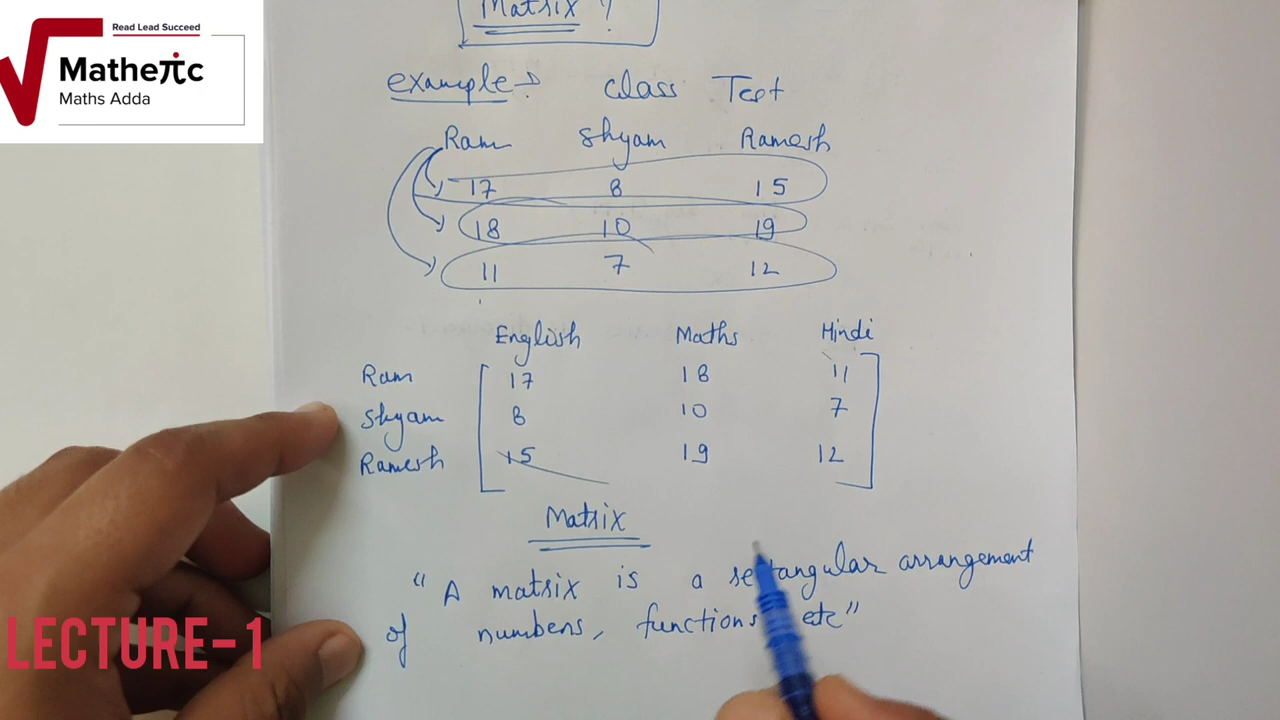 Read Lead Succeed
Matheπc
Maths Adda
Matrix ?
example → Class Test
Ram Shyam Ramesh
17 8 15
18 10 19
11 7 12
English Maths Hindi
Ram 17 18 11
Shyam 8 10 7
Ramesh 15 19 12
Matrix
"A matrix is a rectangular arrangement
of numbers, functions etc"
LECTURE-1